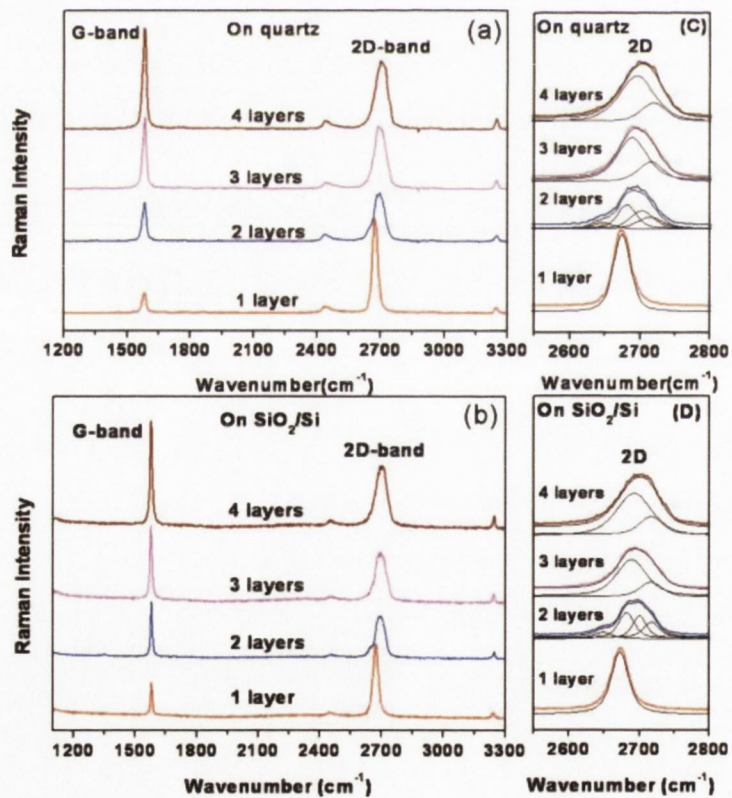 G-band
On quartz
(a)
2D-band
4 layers
3 layers
2 layers
1 layer
Raman Intensity
1200 1500 1800 2100 2400 2700 3000 3300
Wavenumber(cm⁻¹)
On quartz
(C)
2D
4 layers
3 layers
2 layers
1 layer
2600 2700 2800
Wavenumber(cm⁻¹)
On SiO₂/Si
(b)
G-band
2D-band
4 layers
3 layers
2 layers
1 layer
Raman Intensity
1200 1500 1800 2100 2400 2700 3000 3300
Wavenumber (cm⁻¹)
On SiO₂/Si
(D)
2D
4 layers
3 layers
2 layers
1 layer
2600 2700 2800
Wavenumber (cm⁻¹)